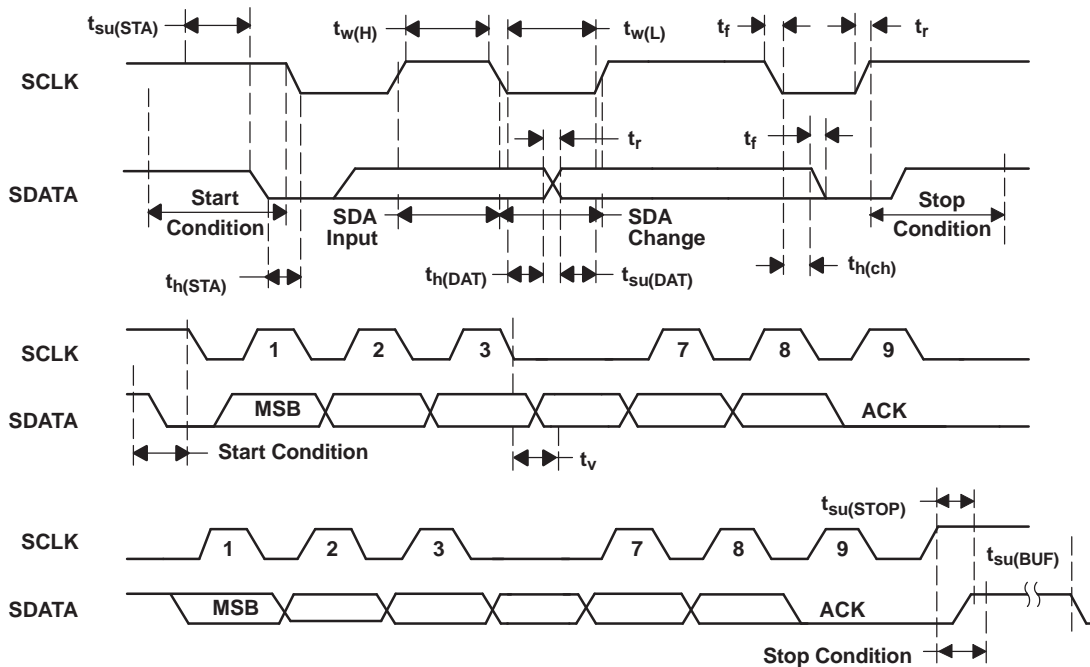 tsu(STA) tw(H) tw(L) tf tr
SCLK
tr tf
SDATA
Start Condition SDA Input SDA Change Stop Condition
th(STA) th(DAT) tsu(DAT) th(ch)
SCLK 1 2 3 7 8 9
SDATA MSB ACK
Start Condition tv
tsu(STOP)
SCLK 1 2 3 7 8 9 tsu(BUF)
SDATA MSB ACK
Stop Condition